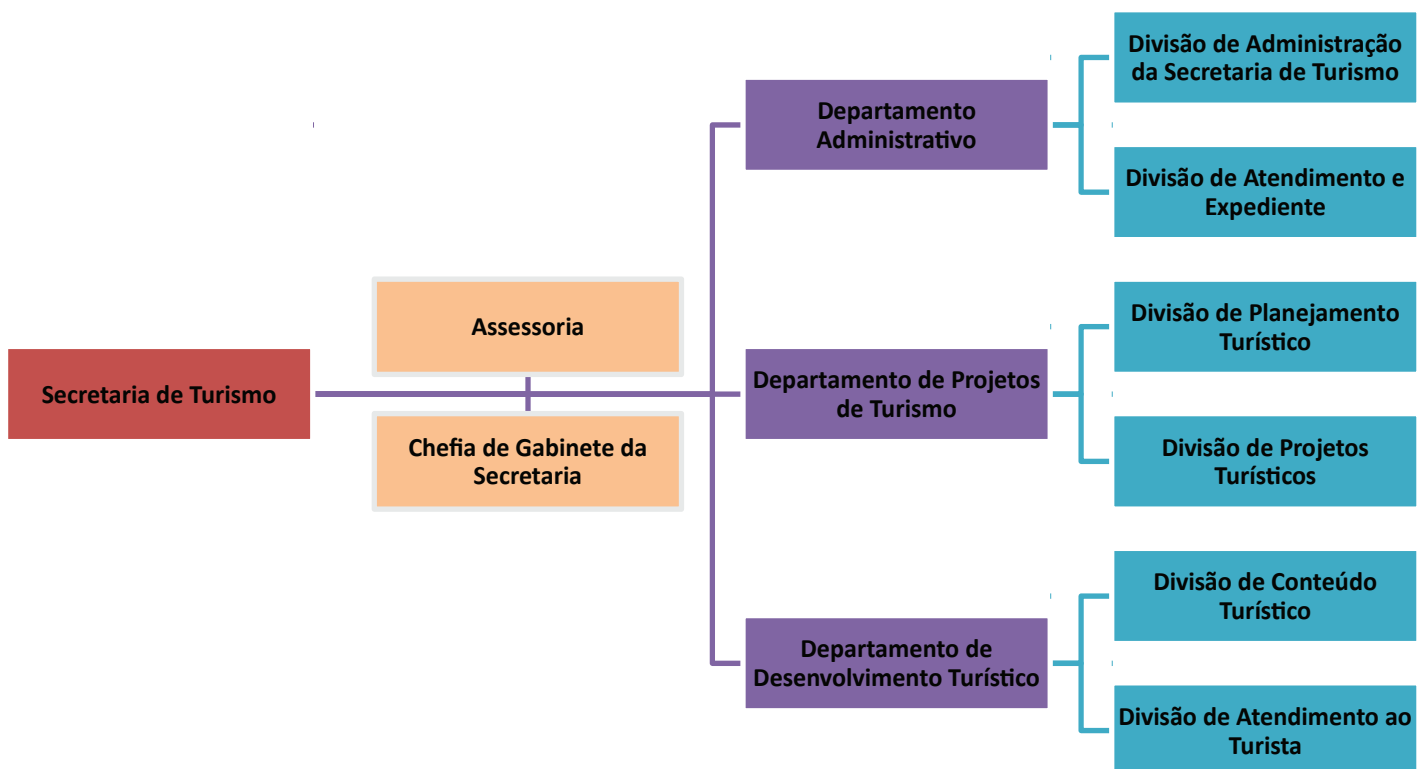 Secretaria de Turismo
Assessoria
Chefia de Gabinete da
Secretaria
Departamento
Administrativo
Divisão de Administração
da Secretaria de Turismo
Divisão de Atendimento e
Expediente
Departamento de Projetos
de Turismo
Divisão de Planejamento
Turístico
Divisão de Projetos
Turísticos
Departamento de
Desenvolvimento Turístico
Divisão de Conteúdo
Turístico
Divisão de Atendimento ao
Turista